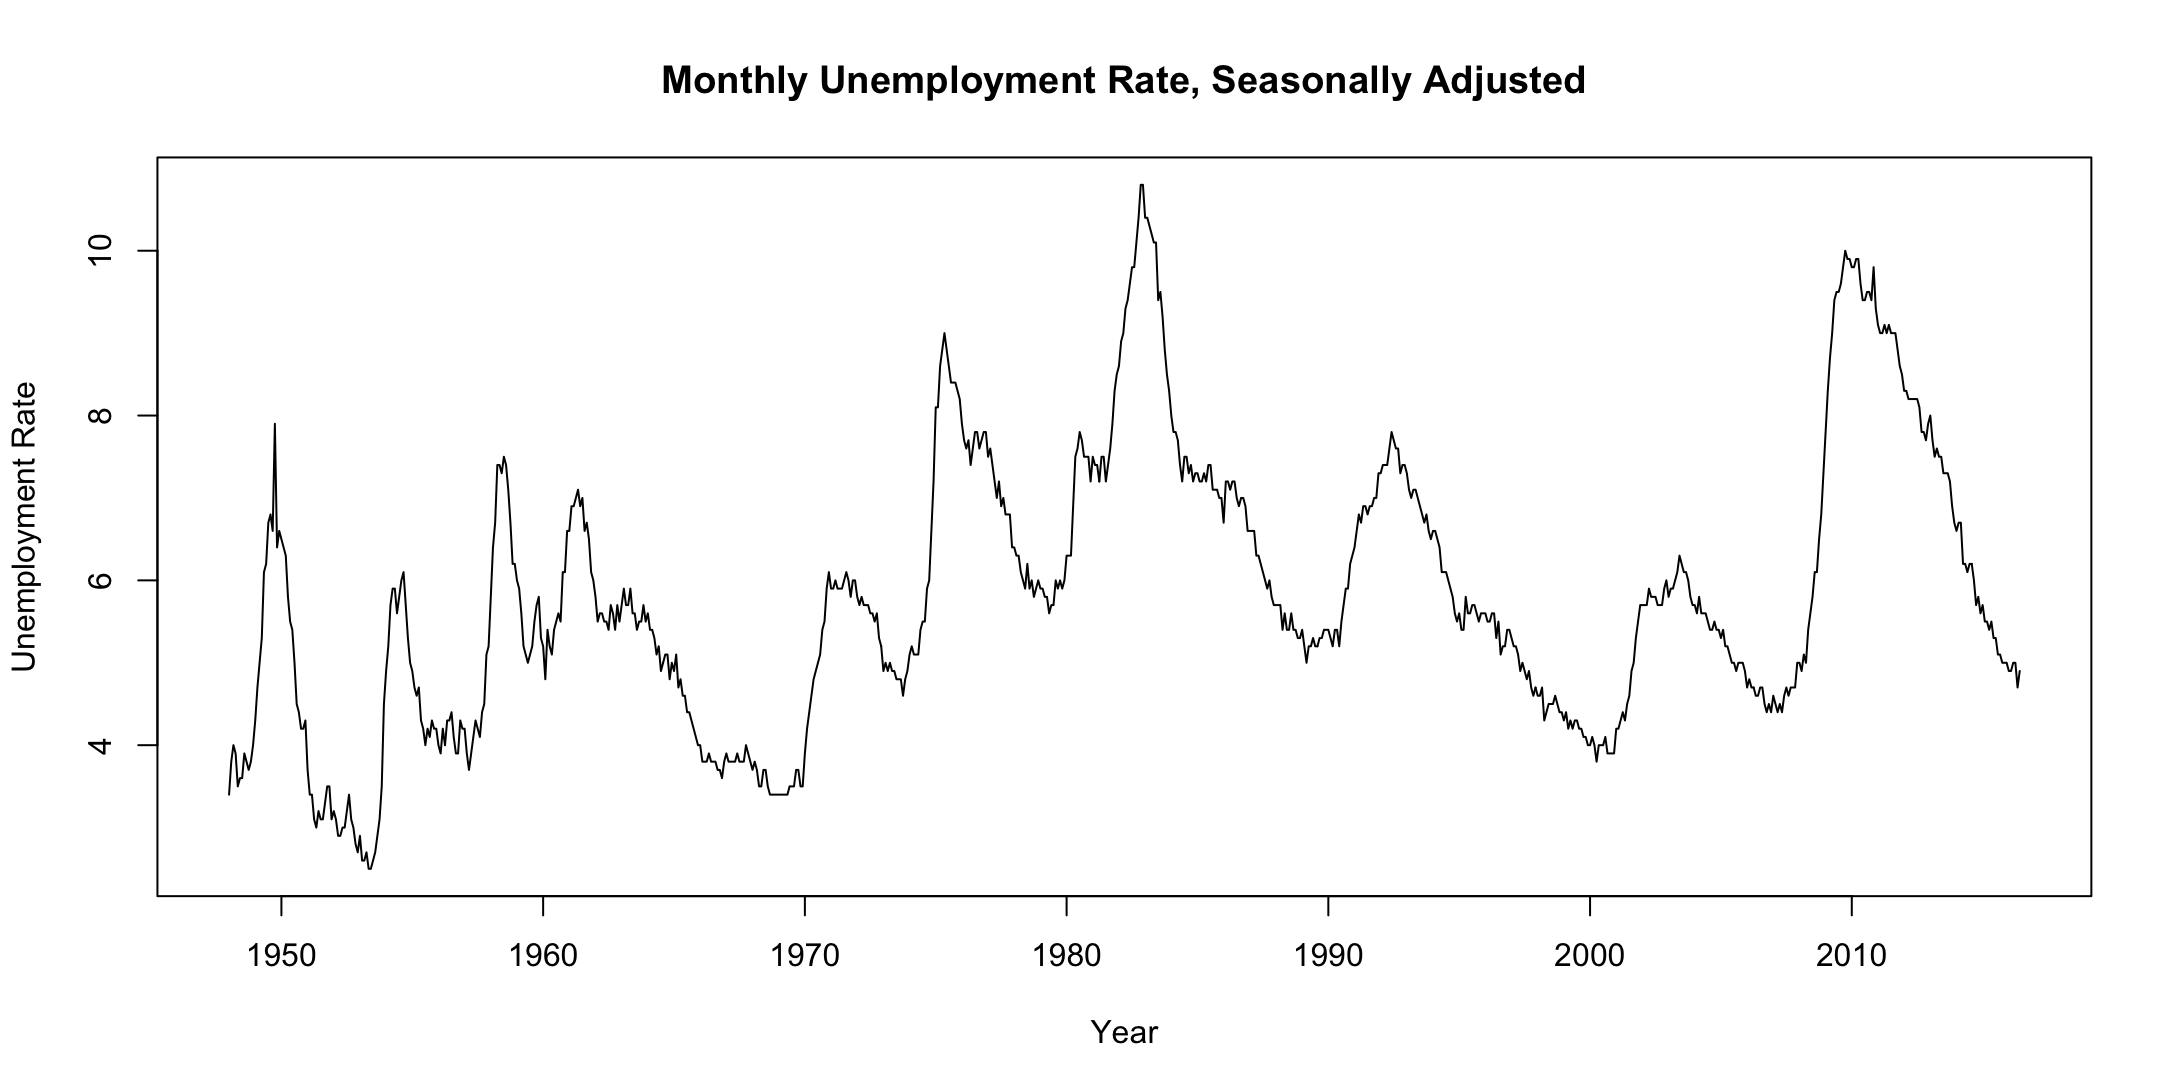 Monthly Unemployment Rate, Seasonally Adjusted
Unemployment Rate
10
8
6
4
1950 1960 1970 1980 1990 2000 2010
Year